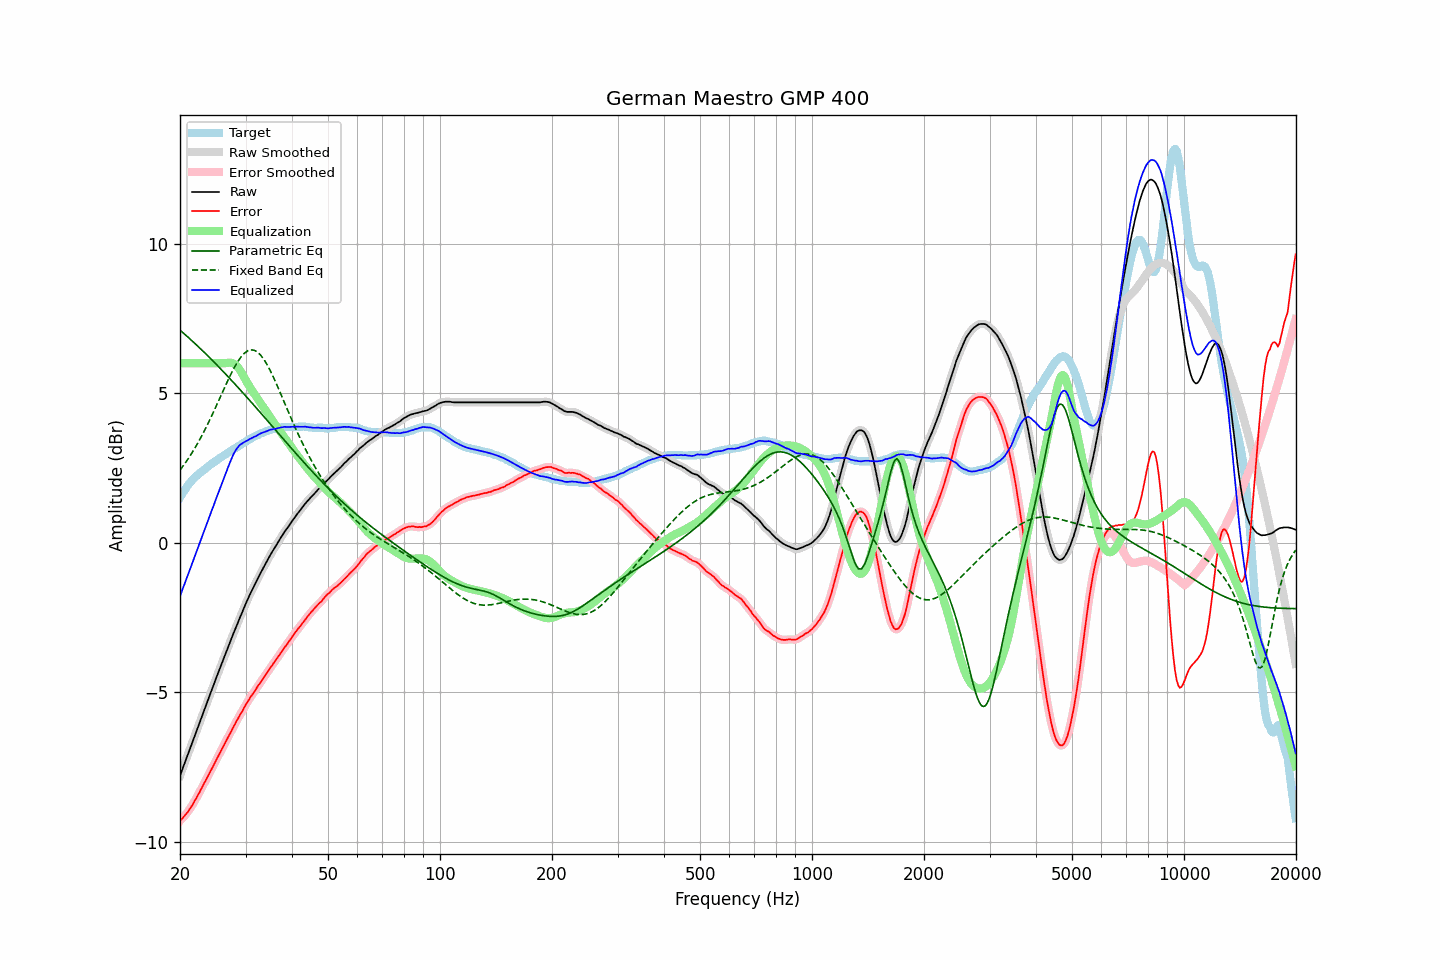 German Maestro GMP 400
Target
Raw Smoothed
Error Smoothed
Raw
Error
Equalization
Parametric Eq
Fixed Band Eq
Equalized
Amplitude (dBr)
10
5
0
−5
−10
20 50 100 200 500 1000 2000 5000 10000 20000
Frequency (Hz)